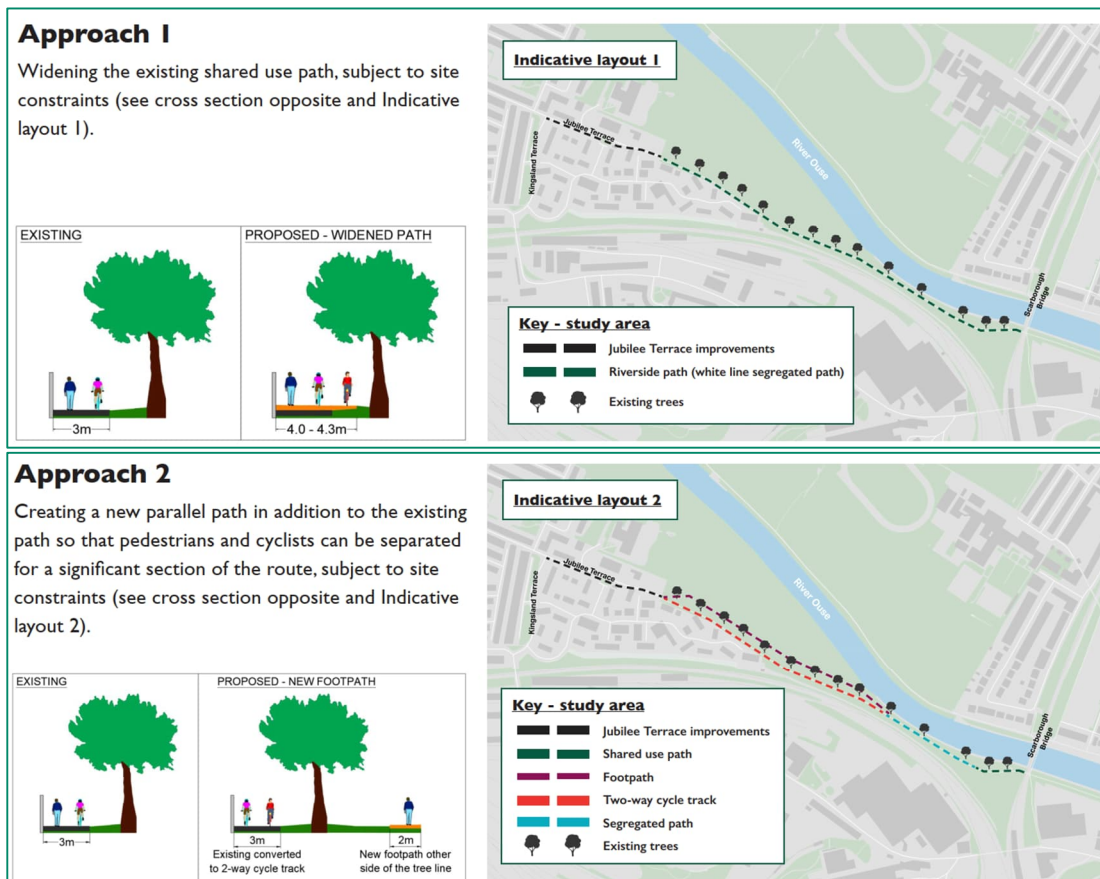 Approach 1
Widening the existing shared use path, subject to site
constraints (see cross section opposite and Indicative
layout 1).
EXISTING
3m
PROPOSED - WIDENED PATH
4.0 - 4.3m
Indicative layout 1
Jubilee Terrace
Kingsland Terrace
River Ouse
Scarborough
Bridge
Key - study area
Jubilee Terrace improvements
Riverside path (white line segregated path)
Existing trees
Approach 2
Creating a new parallel path in addition to the existing
path so that pedestrians and cyclists can be separated
for a significant section of the route, subject to site
constraints (see cross section opposite and Indicative
layout 2).
EXISTING
3m
PROPOSED - NEW FOOTPATH
3m
Existing converted
to 2-way cycle track
2m
New footpath other
side of the tree line
Indicative layout 2
Jubilee Terrace
Kingsland Terrace
River Ouse
Scarborough
Bridge
Key - study area
Jubilee Terrace improvements
Shared use path
Footpath
Two-way cycle track
Segregated path
Existing trees